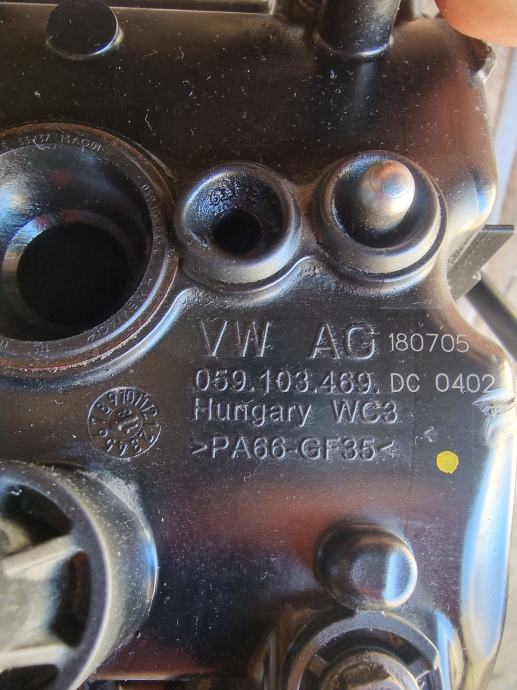 VW AG 180705
059.103.469. DC 0402
Hungary WC3
>PA66-GF35<